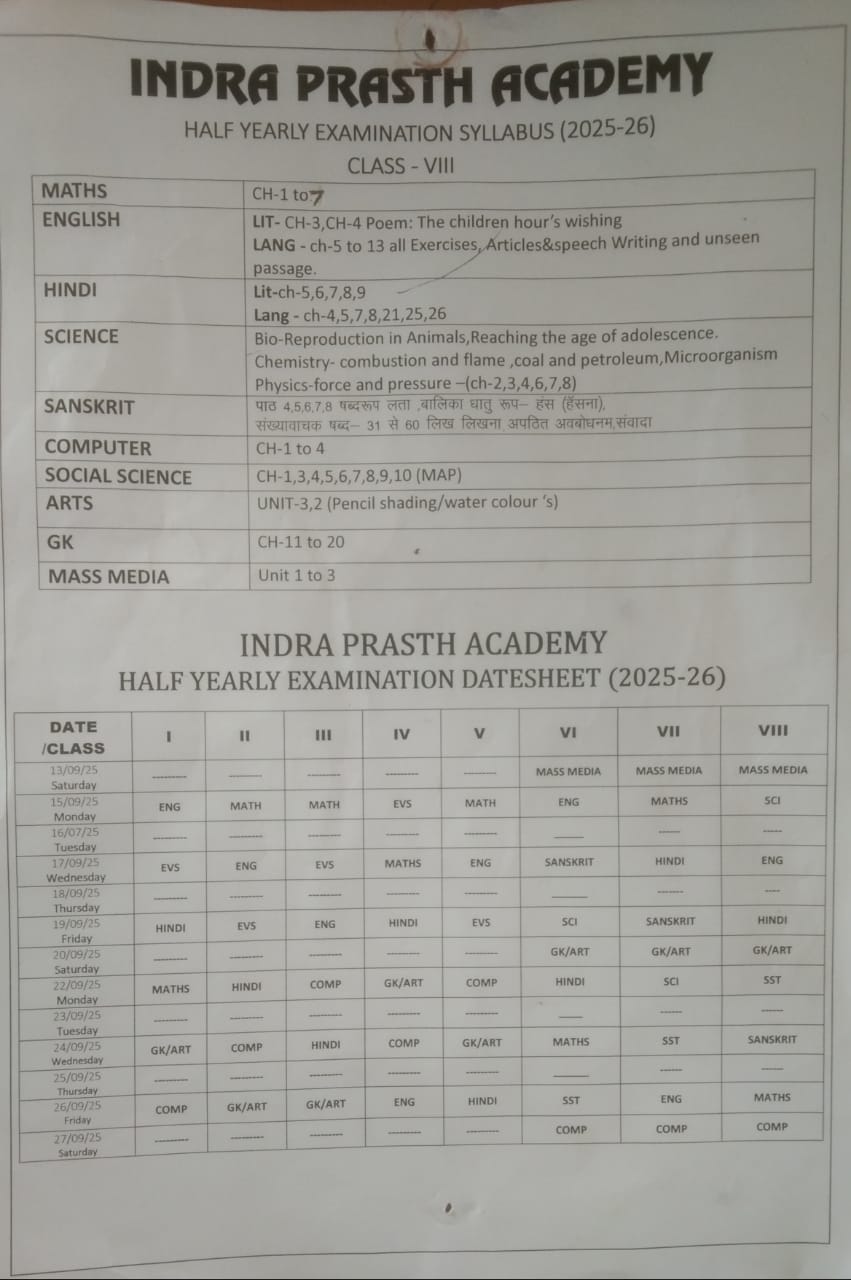 INDRA PRASTH ACADEMY
HALF YEARLY EXAMINATION SYLLABUS (2025-26)
CLASS - VIII
MATHS CH-1 to 7
ENGLISH LIT- CH-3,CH-4 Poem: The children hour's wishing
LANG - ch-5 to 13 all Exercises, Articles&speech Writing and unseen
passage.
HINDI Lit-ch-5,6,7,8,9
Lang - ch-4,5,7,8,21,25,26
SCIENCE Bio-Reproduction in Animals,Reaching the age of adolescence.
Chemistry- combustion and flame ,coal and petroleum,Microorganism
Physics-force and pressure –(ch-2,3,4,6,7,8)
SANSKRIT पाठ 4,5,6,7,8 षब्दरूप लता ,बालिका धातु रूप– हंस (हँसना),
संख्यावाचक षब्द– 31 से 60 लिख लिखना,अपठित अवबोधनम,संवादा
COMPUTER CH-1 to 4
SOCIAL SCIENCE CH-1,3,4,5,6,7,8,9,10 (MAP)
ARTS UNIT-3,2 (Pencil shading/water colour 's)
GK CH-11 to 20
MASS MEDIA Unit 1 to 3
INDRA PRASTH ACADEMY
HALF YEARLY EXAMINATION DATESHEET (2025-26)
DATE /CLASS I II III IV V VI VII VIII
13/09/25 Saturday --------- --------- --------- --------- --------- MASS MEDIA MASS MEDIA MASS MEDIA
15/09/25 Monday ENG MATH MATH EVS MATH ENG MATHS SCI
16/07/25 Tuesday --------- --------- --------- --------- --------- ______ ------ -----
17/09/25 Wednesday EVS ENG EVS MATHS ENG SANSKRIT HINDI ENG
18/09/25 Thursday --------- --------- --------- --------- --------- ________ ------- ----
19/09/25 Friday HINDI EVS ENG HINDI EVS SCI SANSKRIT HINDI
20/09/25 Saturday --------- --------- --------- --------- --------- GK/ART GK/ART GK/ART
22/09/25 Monday MATHS HINDI COMP GK/ART COMP HINDI SCI SST
23/09/25 Tuesday --------- --------- --------- --------- --------- _____ ------ ------
24/09/25 Wednesday GK/ART COMP HINDI COMP GK/ART MATHS SST SANSKRIT
25/09/25 Thursday --------- --------- --------- --------- --------- ________ ------ ------
26/09/25 Friday COMP GK/ART GK/ART ENG HINDI SST ENG MATHS
27/09/25 Saturday --------- --------- --------- --------- --------- COMP COMP COMP